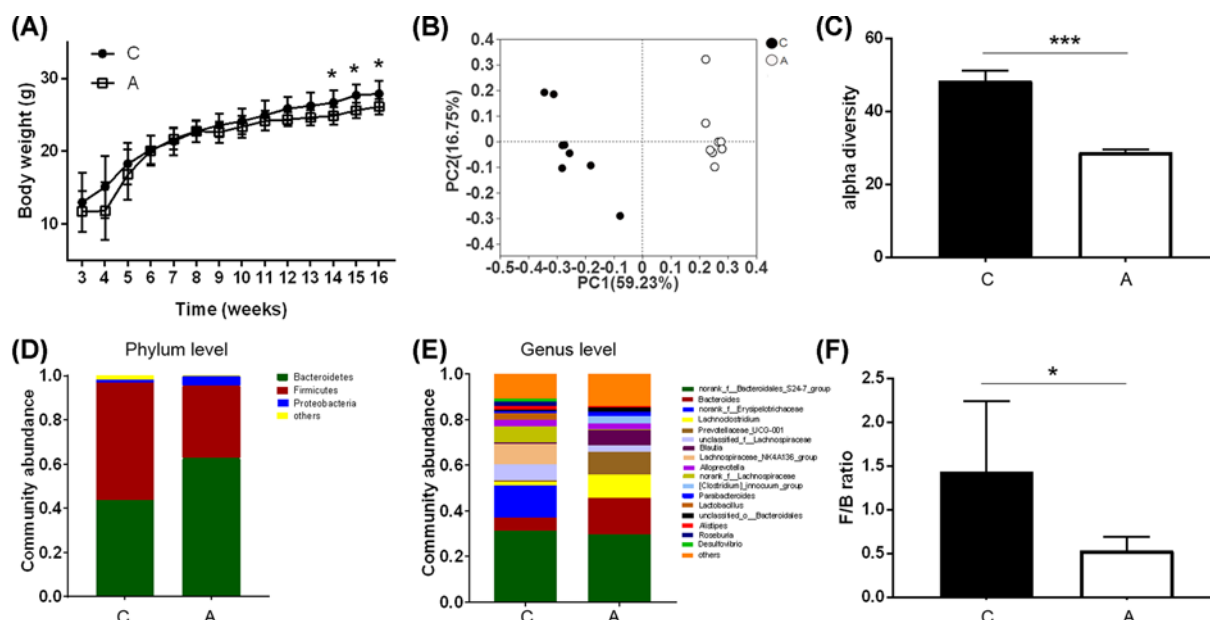 (A)
C
A
30
20
10
Body weight (g)
* * *
3 4 5 6 7 8 9 10 11 12 13 14 15 16
Time (weeks)
(B)
0.4
0.3
0.2
0.1
0
-0.1
-0.2
-0.3
-0.4
PC2(16.75%)
-0.5-0.4-0.3-0.2-0.1 0 0.1 0.2 0.3 0.4
PC1(59.23%)
C
A
(C)
60
40
20
0
alpha diversity
***
C A
(D)
Phylum level
1.0
0.8
0.6
0.4
0.2
0.0
Community abundance
C A
Bacteroidetes
Firmicutes
Proteobacteria
others
(E)
Genus level
1.0
0.8
0.6
0.4
0.2
0.0
Community abundance
C A
norank_f_Bacteroidales_S24-7_group
Bacteroides
norank_f_Erysipelotrichaceae
Lachnoclostridium
Prevotellaceae_UCG-001
unclassified_f_Lachnospiraceae
Blautia
Lachnospiraceae_NK4A136_group
Alloprevotella
norank_f_Lachnospiraceae
[Clostridium]_innocuum_group
Parabacteroides
Lactobacillus
unclassified_o_Bacteroidales
Alistipes
Roseburia
Desulfovibrio
others
(F)
2.5
2.0
1.5
1.0
0.5
0.0
F/B ratio
*
C A